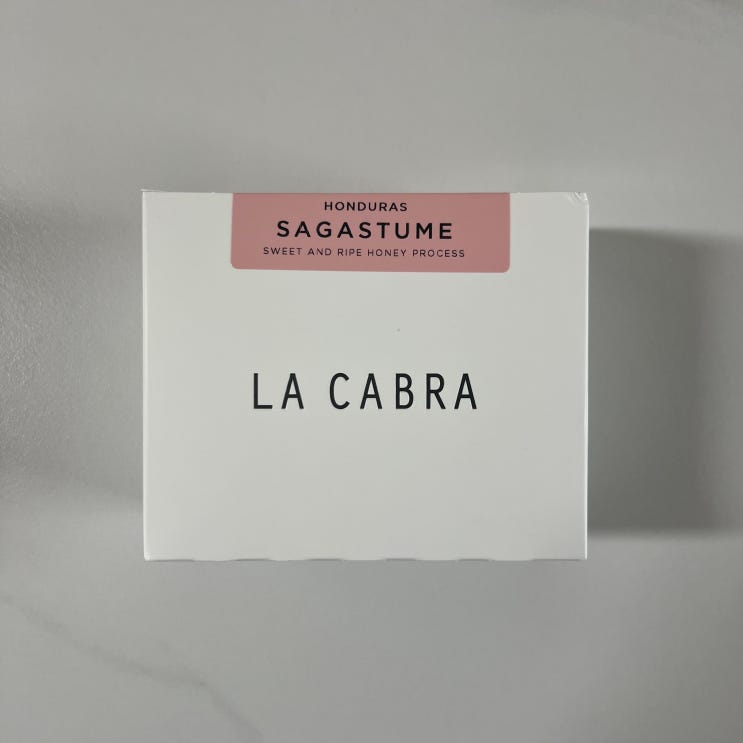 HONDURAS
SAGASTUME
SWEET AND RIPE HONEY PROCESS
LA CABRA